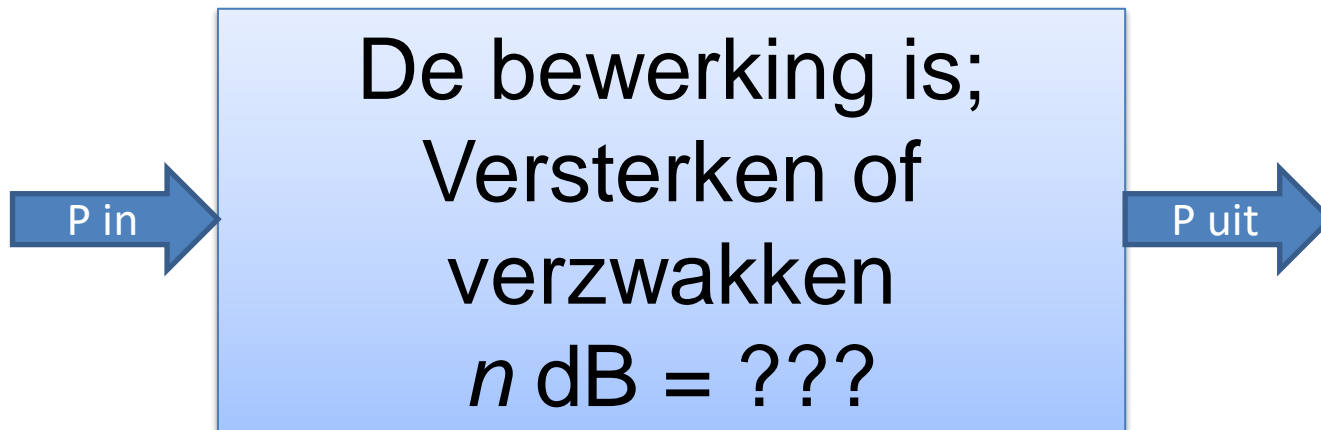 De bewerking is;
Versterken of
verzwakken
n dB = ???
P in
P uit